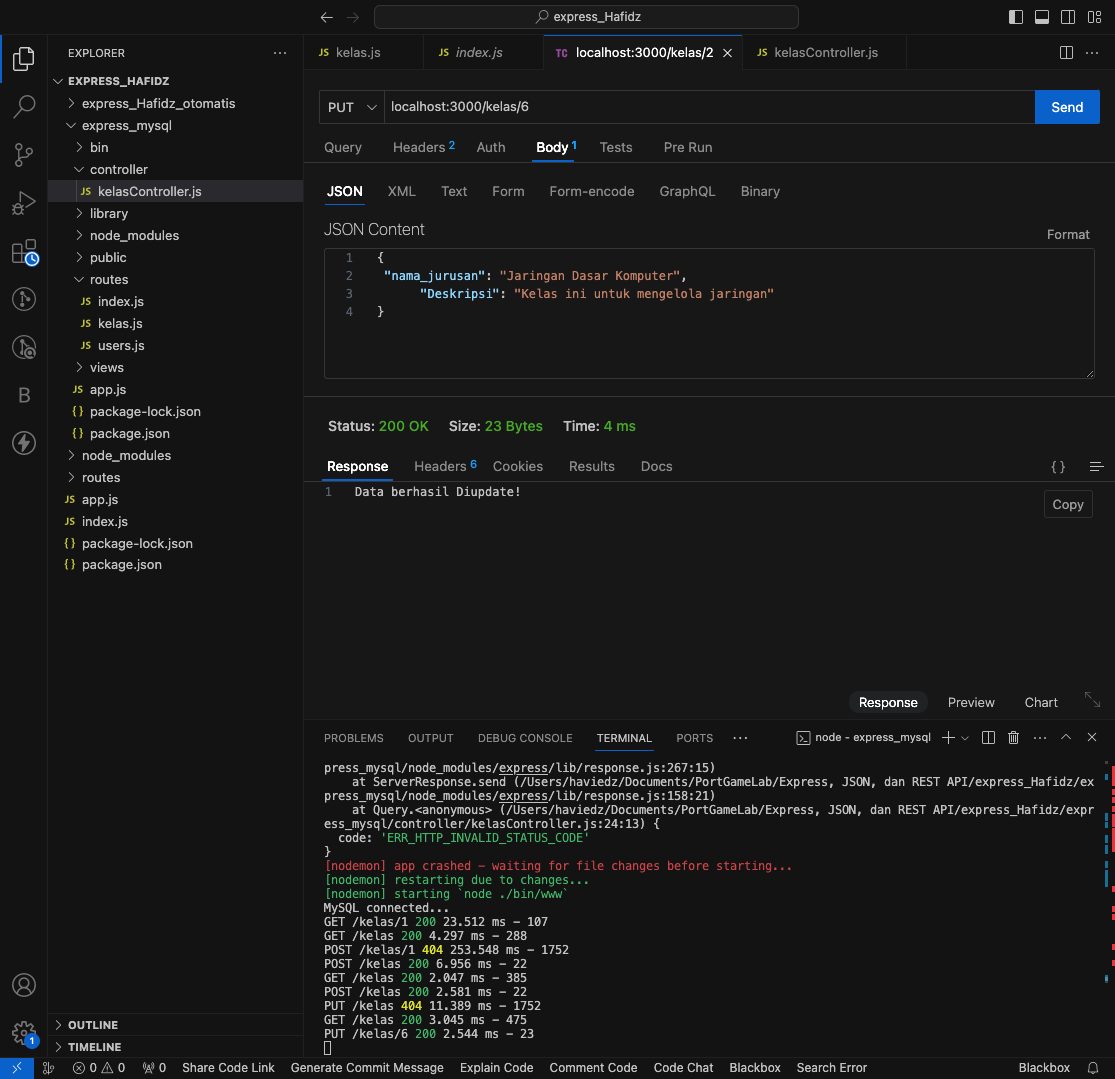 express_Hafidz
EXPLORER
EXPRESS_HAFIDZ
express_Hafidz_otomatis
express_mysql
bin
controller
JS kelasController.js
library
node_modules
public
routes
JS index.js
JS kelas.js
JS users.js
views
JS app.js
{} package-lock.json
{} package.json
node_modules
routes
JS app.js
JS index.js
{} package-lock.json
{} package.json
OUTLINE
TIMELINE
B
1
JS kelas.js
JS index.js
TC localhost:3000/kelas/2
JS kelasController.js
PUT localhost:3000/kelas/6 Send
Query Headers 2 Auth Body 1 Tests Pre Run
JSON XML Text Form Form-encode GraphQL Binary
JSON Content
Format
1 {
2 "nama_jurusan": "Jaringan Dasar Komputer",
3 "Deskripsi": "Kelas ini untuk mengelola jaringan"
4 }
Status: 200 OK Size: 23 Bytes Time: 4 ms
Response Headers 6 Cookies Results Docs {}
1 Data berhasil Diupdate!
Copy
Response Preview Chart
PROBLEMS OUTPUT DEBUG CONSOLE TERMINAL PORTS node - express_mysql
press_mysql/node_modules/express/lib/response.js:267:15)
at ServerResponse.send (/Users/haviedz/Documents/PortGameLab/Express, JSON, dan REST API/express_Hafidz/ex
press_mysql/node_modules/express/lib/response.js:158:21)
at Query.<anonymous> (/Users/haviedz/Documents/PortGameLab/Express, JSON, dan REST API/express_Hafidz/expr
ess_mysql/controller/kelasController.js:24:13) {
code: 'ERR_HTTP_INVALID_STATUS_CODE'
}
[nodemon] app crashed - waiting for file changes before starting...
[nodemon] restarting due to changes...
[nodemon] starting `node ./bin/www`
MySQL connected...
GET /kelas/1 200 23.512 ms - 107
GET /kelas 200 4.297 ms - 288
POST /kelas/1 404 253.548 ms - 1752
POST /kelas 200 6.956 ms - 22
GET /kelas 200 2.047 ms - 385
POST /kelas 200 2.581 ms - 22
PUT /kelas 404 11.389 ms - 1752
GET /kelas 200 3.045 ms - 475
PUT /kelas/6 200 2.544 ms - 23
0 0 0 Share Code Link Generate Commit Message Explain Code Comment Code Code Chat Blackbox Search Error Blackbox